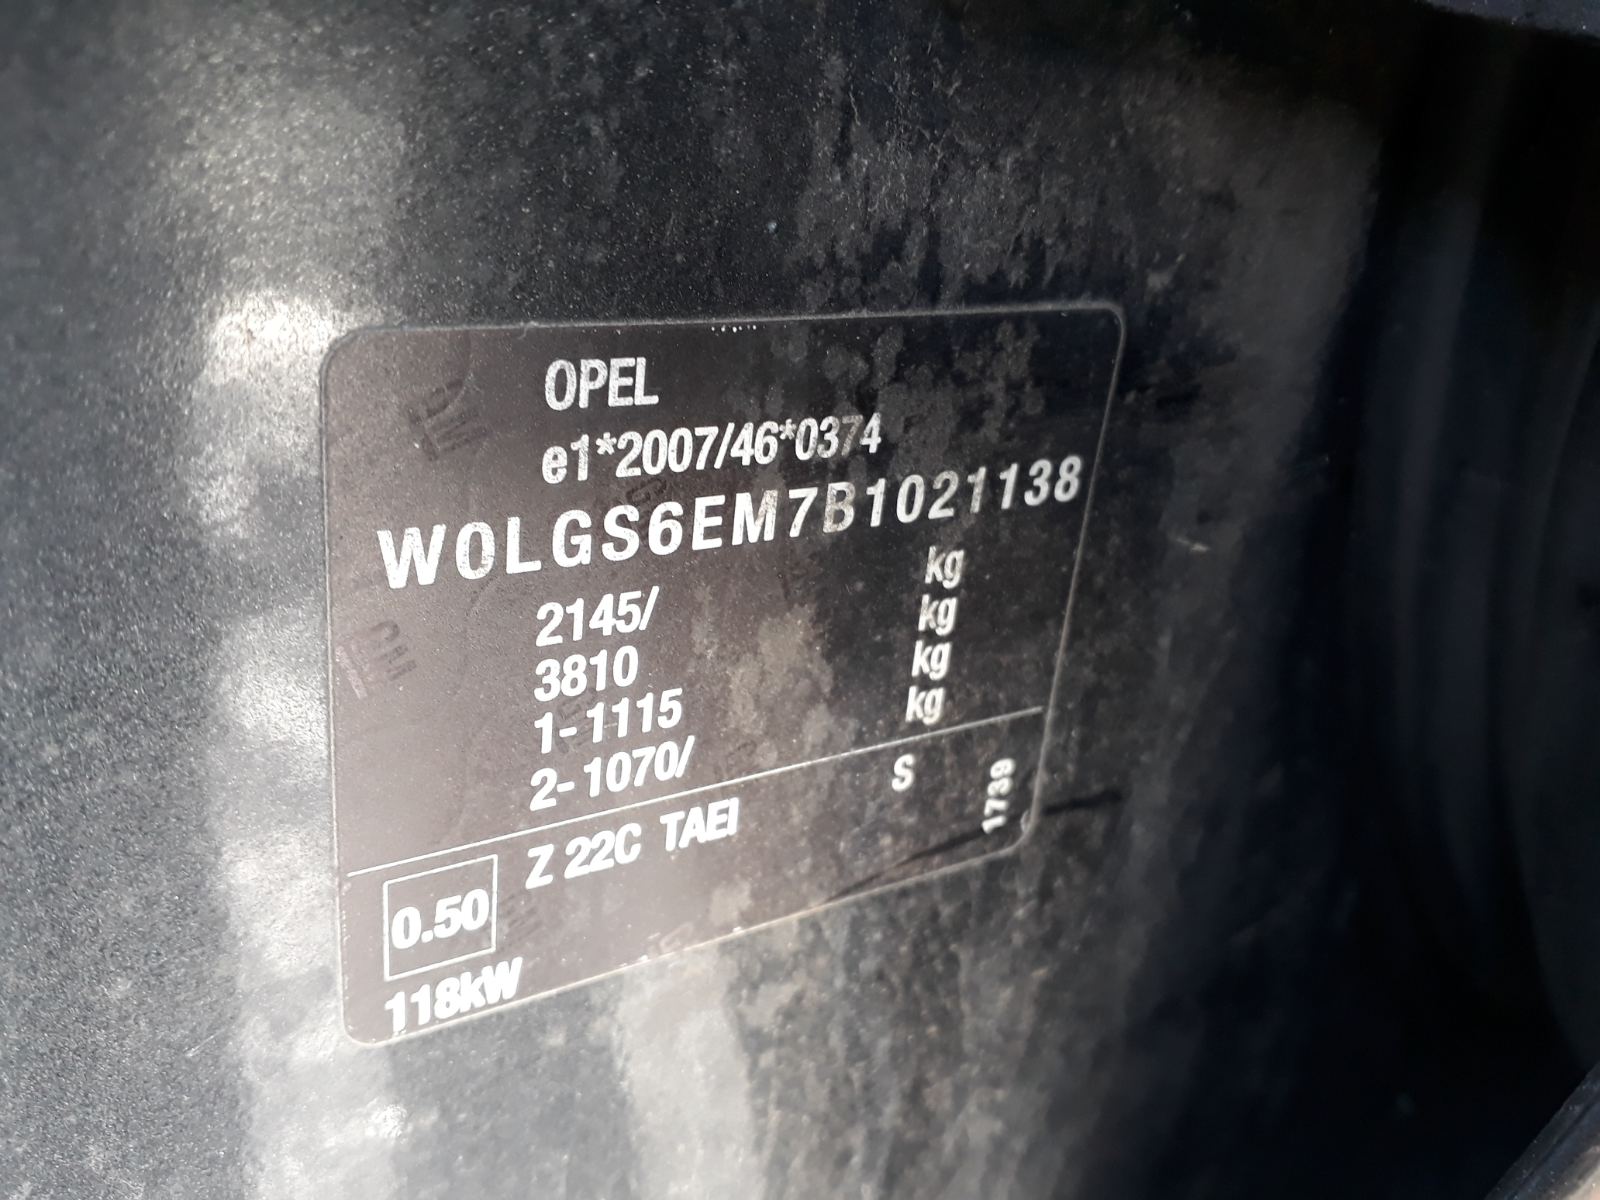 OPEL
e1*2007/46*0374
W0LGS6EM7B1021138
2145/ kg
3810 kg
1-1115 kg
2-1070/ kg
Z 22C TAEI S
1739
0.50
118kW